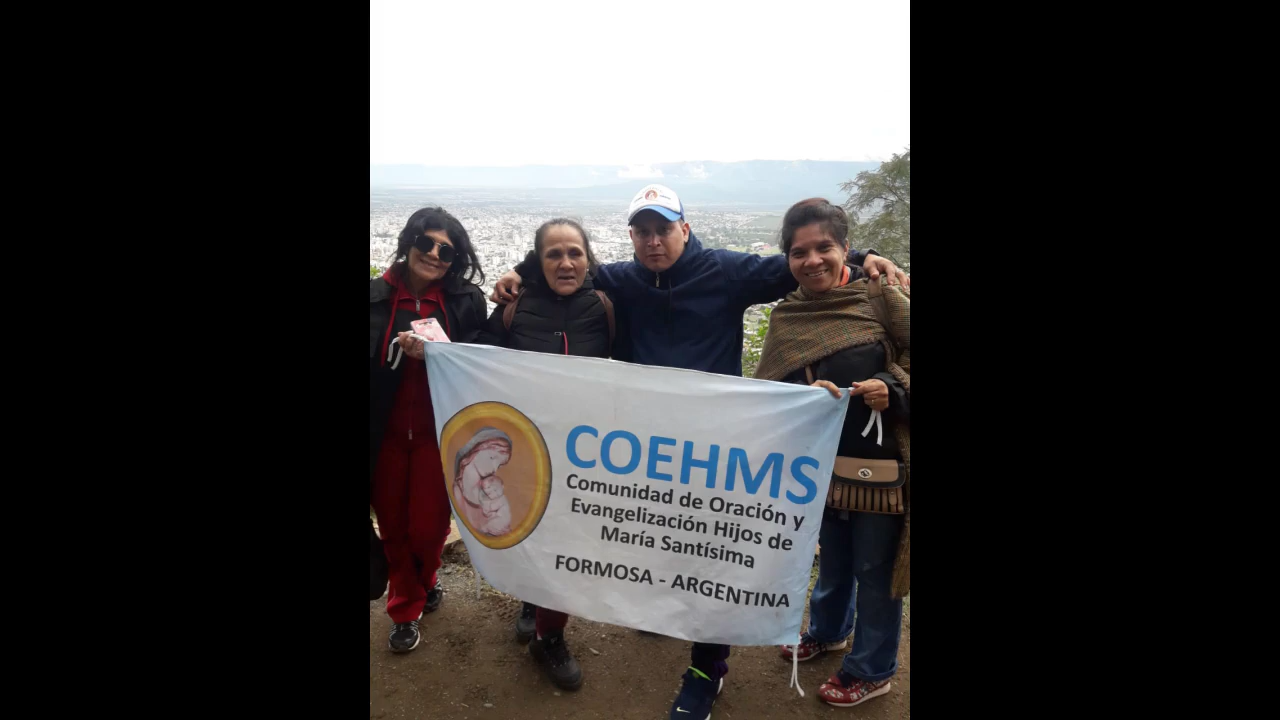 COEHMS
Comunidad de Oración y
Evangelización Hijos de
María Santísima
FORMOSA - ARGENTINA